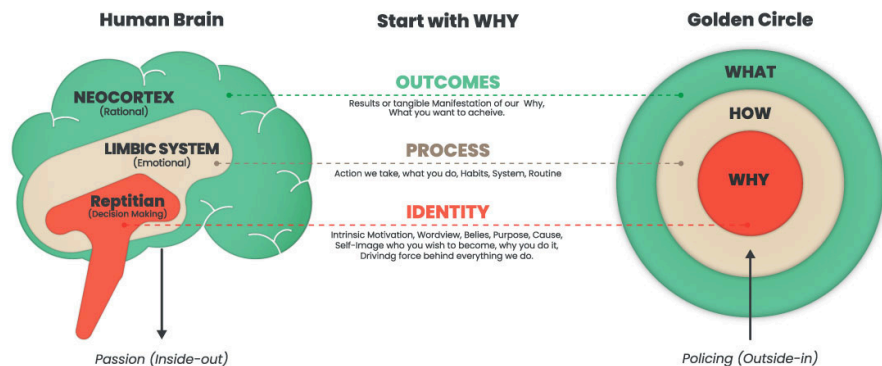 Human Brain
Start with WHY
Golden Circle
NEOCORTEX
(Rational)
LIMBIC SYSTEM
(Emotional)
Reptitian
(Decision Making)
OUTCOMES
Results or tangible Manifestation of our Why,
What you want to acheive.
PROCESS
Action we take, what you do, Habits, System, Routine
IDENTITY
Intrinsic Motivation, Wordview, Belies, Purpose, Cause,
Self-Image who you wish to become, why you do it,
Drivindg force behind everything we do.
WHAT
HOW
WHY
Passion (Inside-out)
Policing (Outside-in)